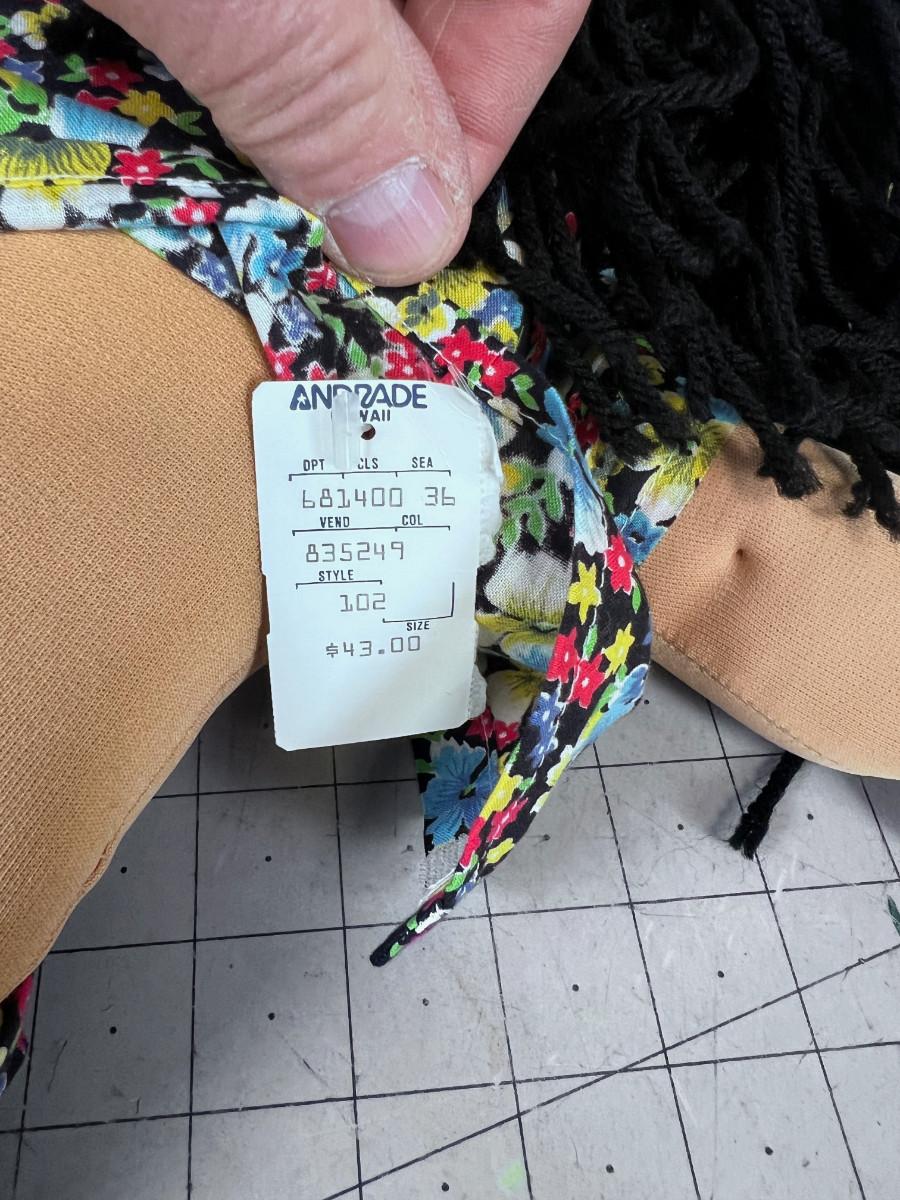 ANDRADE
DPT CLS SEA
681400 36
VEND COL
835249
STYLE
102
SIZE
$43.00